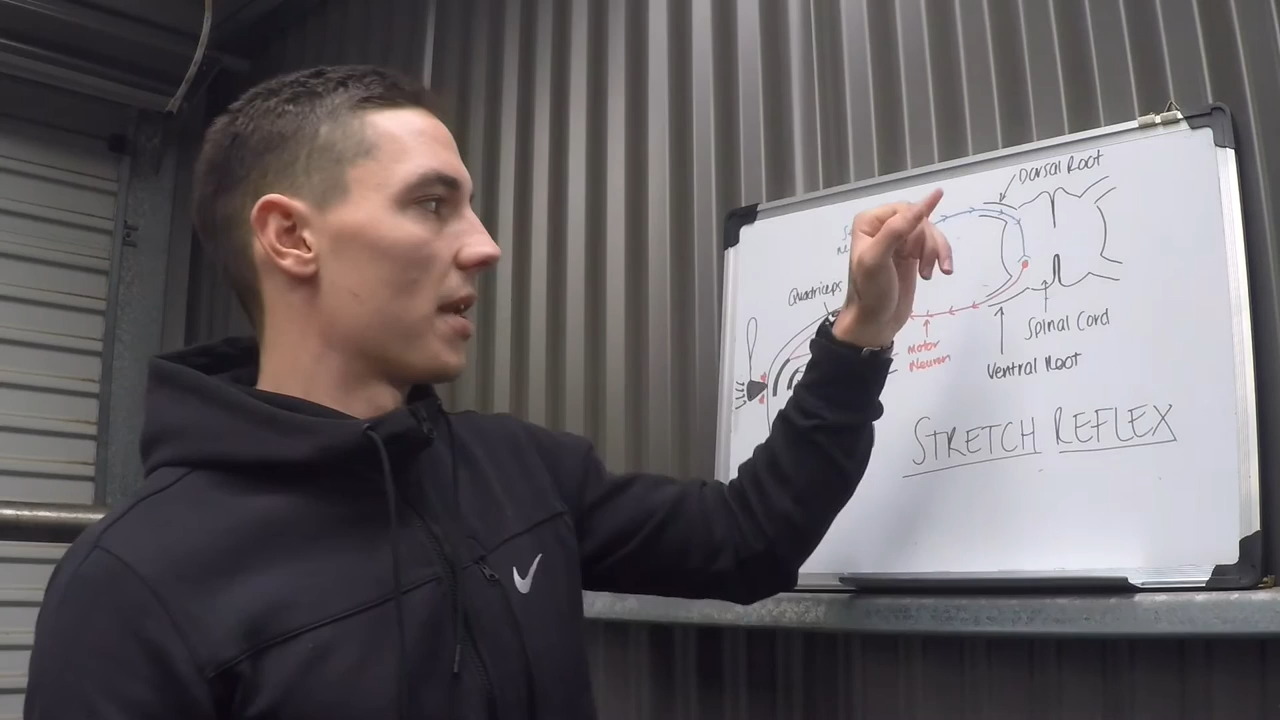 Dorsal Root
Quadriceps
Spinal Cord
Motor
Neuron
Ventral Root
STRETCH REFLEX